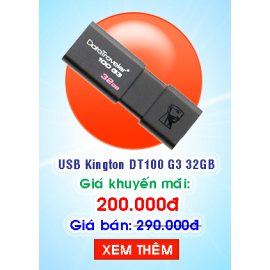 DataTraveler
100 G3
32GB
USB Kington DT100 G3 32GB
Giá khuyến mãi:
200.000đ
Giá bán: 290.000đ
XEM THÊM